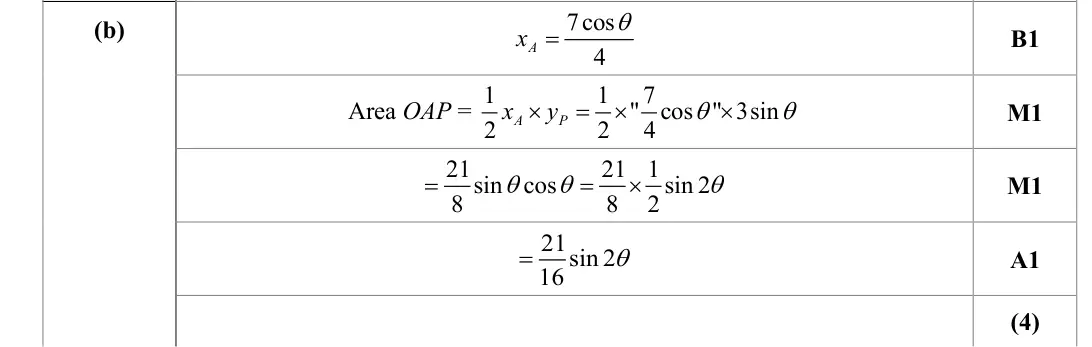 (b) x_A = 7cosθ/4 B1
Area OAP = 1/2 x_A × y_P = 1/2 × "7/4 cosθ" × 3sinθ M1
= 21/8 sinθcosθ = 21/8 × 1/2 sin2θ M1
= 21/16 sin2θ A1
(4)